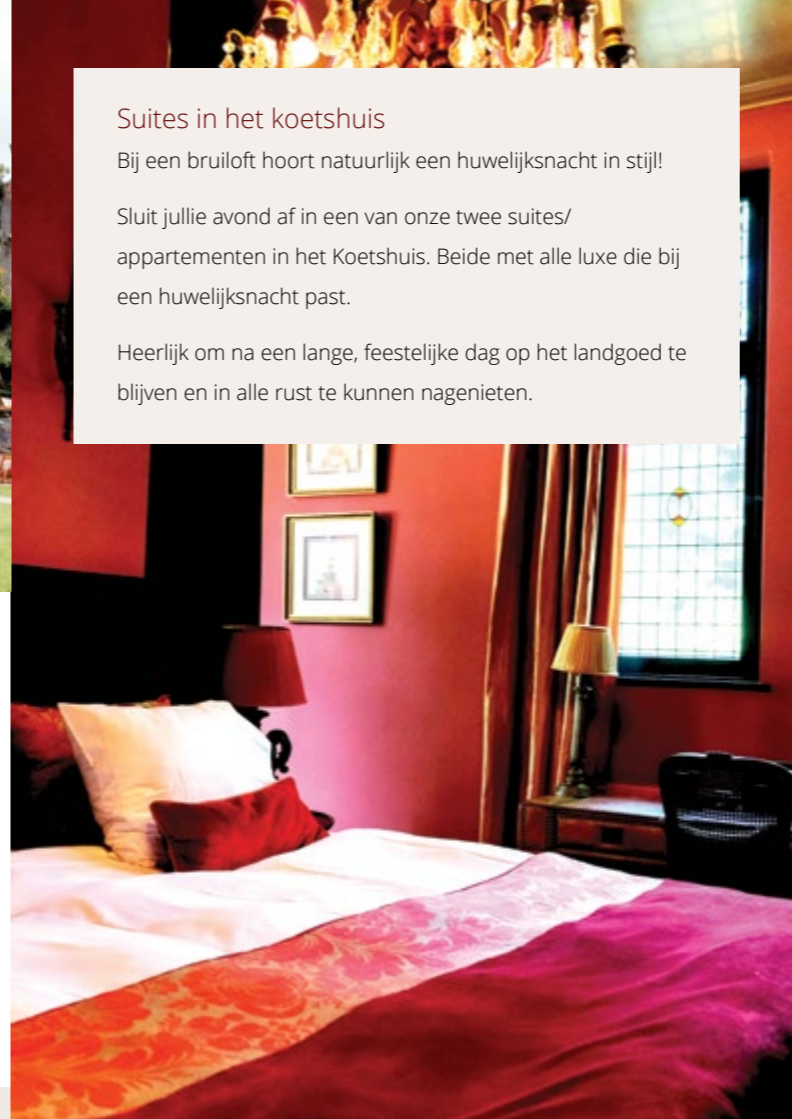 Suites in het koetshuis
Bij een bruiloft hoort natuurlijk een huwelijksnacht in stijl!
Sluit jullie avond af in een van onze twee suites/
appartementen in het Koetshuis. Beide met alle luxe die bij
een huwelijksnacht past.
Heerlijk om na een lange, feestelijke dag op het landgoed te
blijven en in alle rust te kunnen nagenieten.